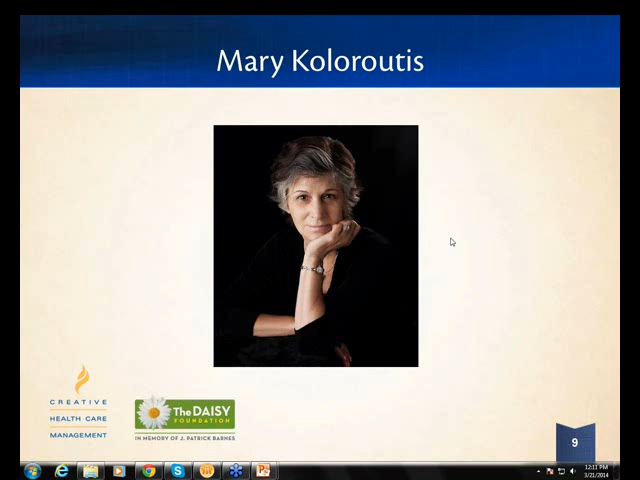 Mary Koloroutis
CREATIVE
HEALTH CARE
MANAGEMENT
The DAISY
FOUNDATION
IN MEMORY OF J. PATRICK BARNES
9
12:11 PM
3/21/2014